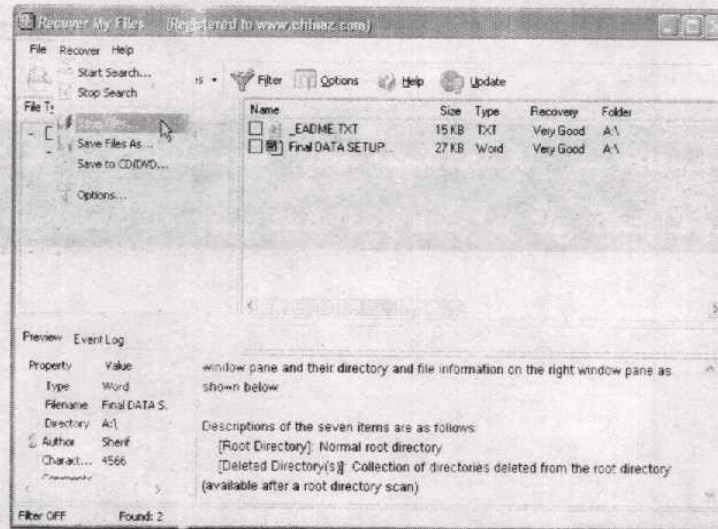 Recover My Files (Registered to www.chinaz.com)
File Recover Help
Start Search...
Stop Search
Save Files As...
Save to CD/DVD...
Options...
Filter Options Help Update
Name Size Type Recovery Folder
_EADME.TXT 15 KB TXT Very Good A:\
Final DATA SETUP... 27 KB Word Very Good A:\
Preview Event Log
Property Value
Type Word
Filename Final DATA S.
Directory A:\
Author Sherif
Charact... 4566
window pane and their directory and file information on the right window pane as
shown below
Descriptions of the seven items are as follows:
[Root Directory]: Normal root directory
[Deleted Directory(s)]: Collection of directories deleted from the root directory
(available after a root directory scan)
Filter OFF Found: 2